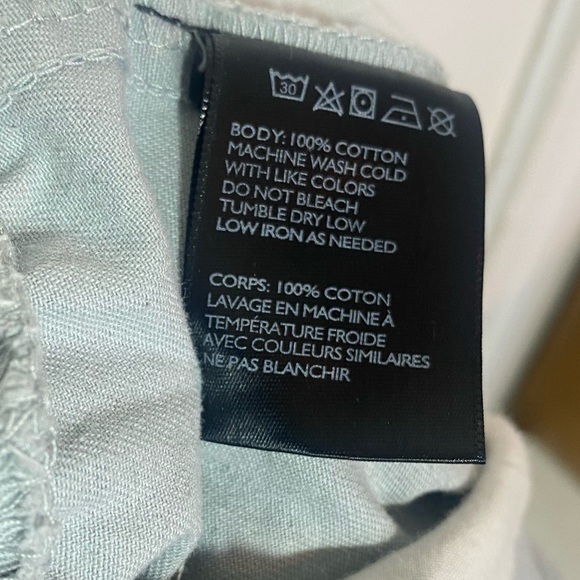 30
BODY: 100% COTTON
MACHINE WASH COLD
WITH LIKE COLORS
DO NOT BLEACH
TUMBLE DRY LOW
LOW IRON AS NEEDED
CORPS: 100% COTON
LAVAGE EN MACHINE À
TEMPÉRATURE FROIDE
AVEC COULEURS SIMILAIRES
NE PAS BLANCHIR